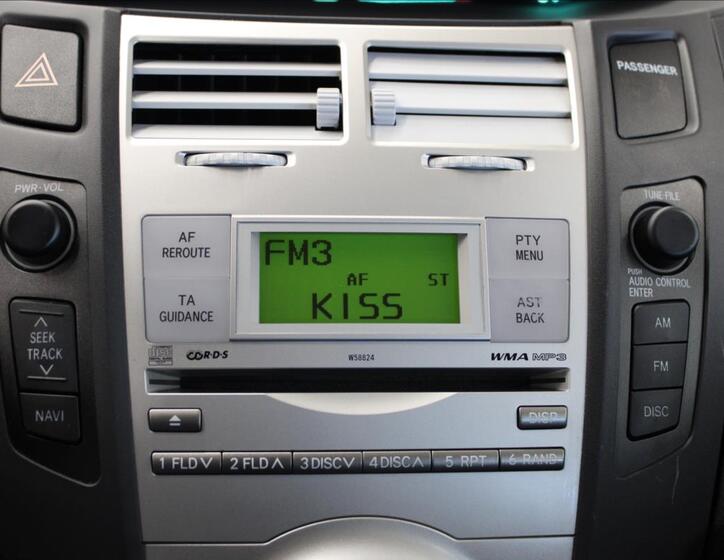 PASSENGER
PWR·VOL
TUNE·FILE
AF
REROUTE
FM3
AF ST
KISS
PTY
MENU
PUSH
AUDIO CONTROL
ENTER
TA
GUIDANCE
AST
BACK
SEEK
TRACK
AM
W58824
WMA MP3
FM
NAVI
DISC
DISP
1 FLD∨ 2 FLD∧ 3 DISC∨ 4 DISC∧ 5 RPT 6 RAND